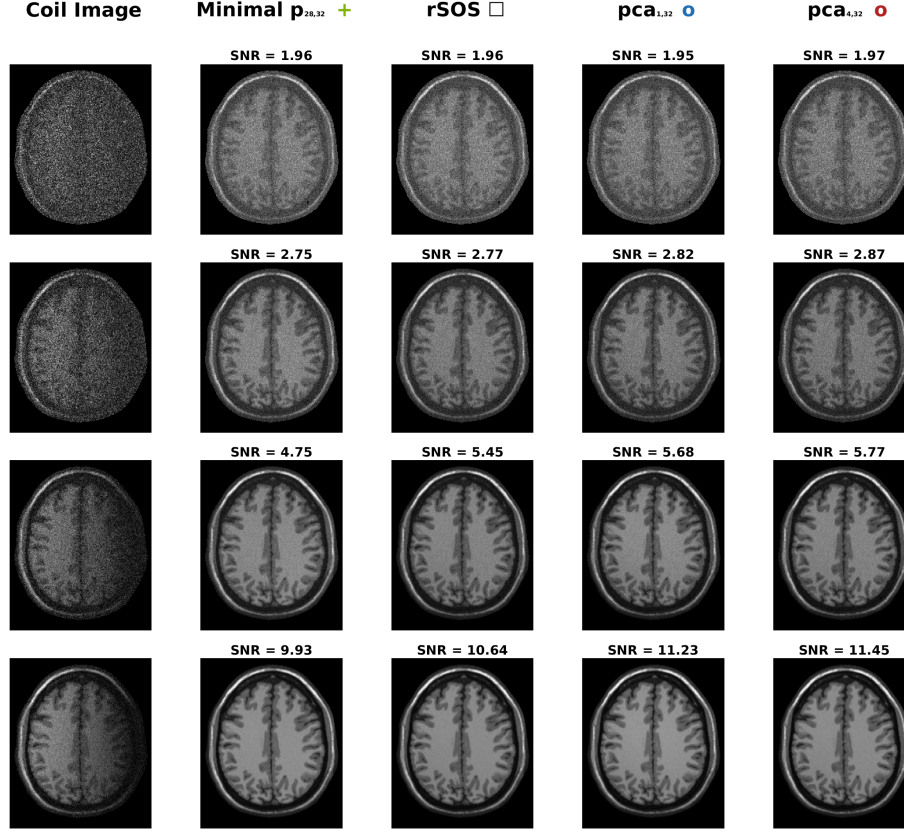 Coil Image Minimal p28,32 + rSOS □ pca1,32 o pca4,32 o
SNR = 1.96 SNR = 1.96 SNR = 1.95 SNR = 1.97
SNR = 2.75 SNR = 2.77 SNR = 2.82 SNR = 2.87
SNR = 4.75 SNR = 5.45 SNR = 5.68 SNR = 5.77
SNR = 9.93 SNR = 10.64 SNR = 11.23 SNR = 11.45